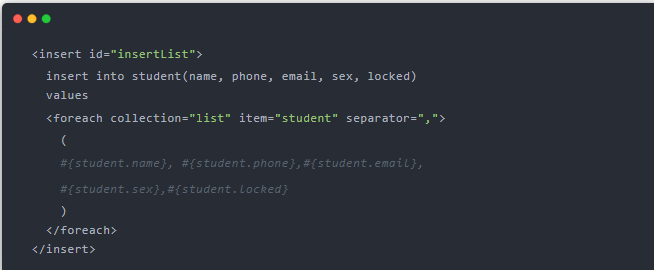 <insert id="insertList">
insert into student(name, phone, email, sex, locked)
values
<foreach collection="list" item="student" separator=",">
(
#{student.name}, #{student.phone},#{student.email},
#{student.sex},#{student.locked}
)
</foreach>
</insert>